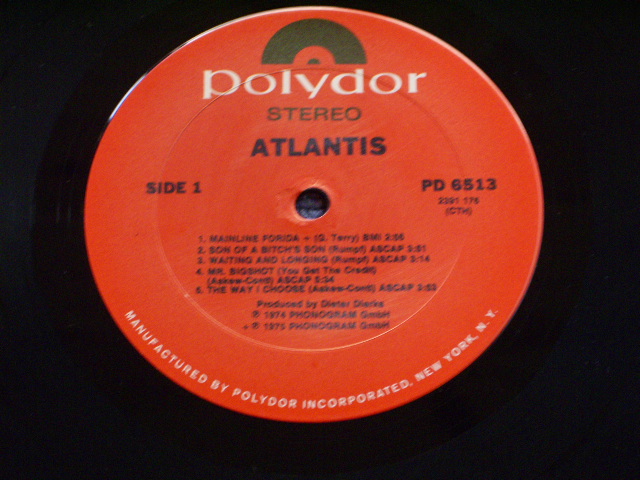 polydor
STEREO
ATLANTIS
SIDE 1
PD 6513
2391 176
(CTH)
1. MAINLINE FORIDA + (G. Terry) BMI 2:56
2. SON OF A BITCH'S SON (Rumpf) ASCAP 3:51
3. WAITING AND LONGING (Rumpf) ASCAP 3:14
4. MR. BIGSHOT (You Get The Credit)
(Askew-Conti) ASCAP 3:34
5. THE WAY I CHOOSE (Askew-Conti) ASCAP 3:53
Produced by Dieter Dierks
℗ 1974 PHONOGRAM GmbH
+ ℗ 1975 PHONOGRAM GmbH
MANUFACTURED BY POLYDOR INCORPORATED, NEW YORK, N. Y.